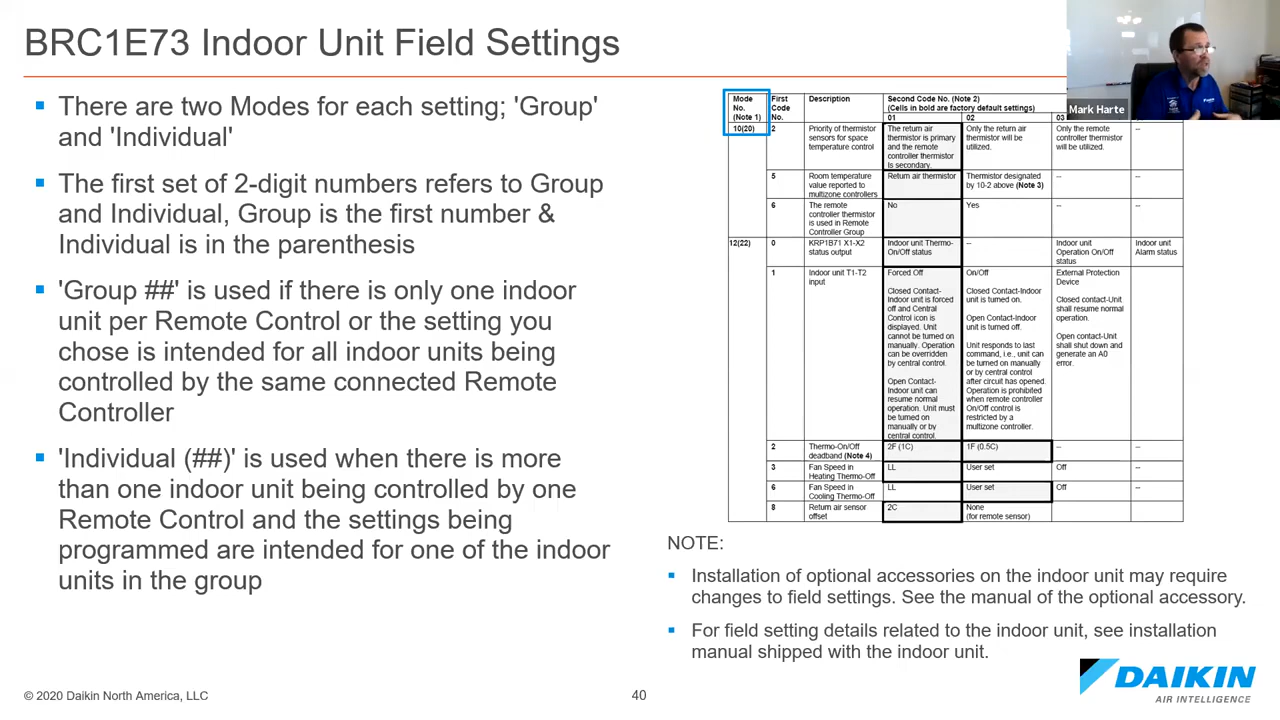 BRC1E73 Indoor Unit Field Settings
There are two Modes for each setting; 'Group'
and 'Individual'
The first set of 2-digit numbers refers to Group
and Individual, Group is the first number &
Individual is in the parenthesis
'Group ##' is used if there is only one indoor
unit per Remote Control or the setting you
chose is intended for all indoor units being
controlled by the same connected Remote
Controller
'Individual (##)' is used when there is more
than one indoor unit being controlled by one
Remote Control and the settings being
programmed are intended for one of the indoor
units in the group
Mark Harte
Mode No. (Note 1) First Code No. Description Second Code No. (Note 2)
(Cells in bold are factory default settings)
01 02 03
10(20) 2 Priority of thermistor sensors for space temperature control The return air thermistor is primary and the remote controller thermistor is secondary. Only the return air thermistor will be utilized. Only the remote controller thermistor will be utilized. --
5 Room temperature value reported to multizone controllers Return air thermistor Thermistor designated by 10-2 above (Note 3) -- --
6 The remote controller thermistor is used in Remote Controller Group No Yes -- --
12(22) 0 KRP1B71 X1-X2 status output Indoor unit Thermo-On/Off status -- Indoor unit Operation On/Off status Indoor unit Alarm status
1 Indoor unit T1-T2 input Forced Off On/Off External Protection Device
Closed Contact-Indoor unit is forced off and Central Control icon is displayed. Unit cannot be turned on manually. Operation can be overridden by central control.
Open Contact-Indoor unit can resume normal operation. Unit must be turned on manually or by central control.
Closed Contact-Indoor unit is turned on.
Open Contact-Indoor unit is turned off.
Unit responds to last command, i.e., unit can be turned on manually or by central control after circuit has opened. Operation is prohibited when remote controller On/Off control is restricted by a multizone controller.
Closed contact-Unit shall resume normal operation.
Open contact-Unit shall shut down and generate an A0 error.
2 Thermo-On/Off deadband (Note 4) 2F (1C) 1F (0.5C) -- --
3 Fan Speed in Heating Thermo-Off LL User set Off --
6 Fan Speed in Cooling Thermo-Off LL User set Off --
8 Return air sensor offset 2C None (for remote sensor) -- --
NOTE:
Installation of optional accessories on the indoor unit may require
changes to field settings. See the manual of the optional accessory.
For field setting details related to the indoor unit, see installation
manual shipped with the indoor unit.
© 2020 Daikin North America, LLC
40
DAIKIN
AIR INTELLIGENCE